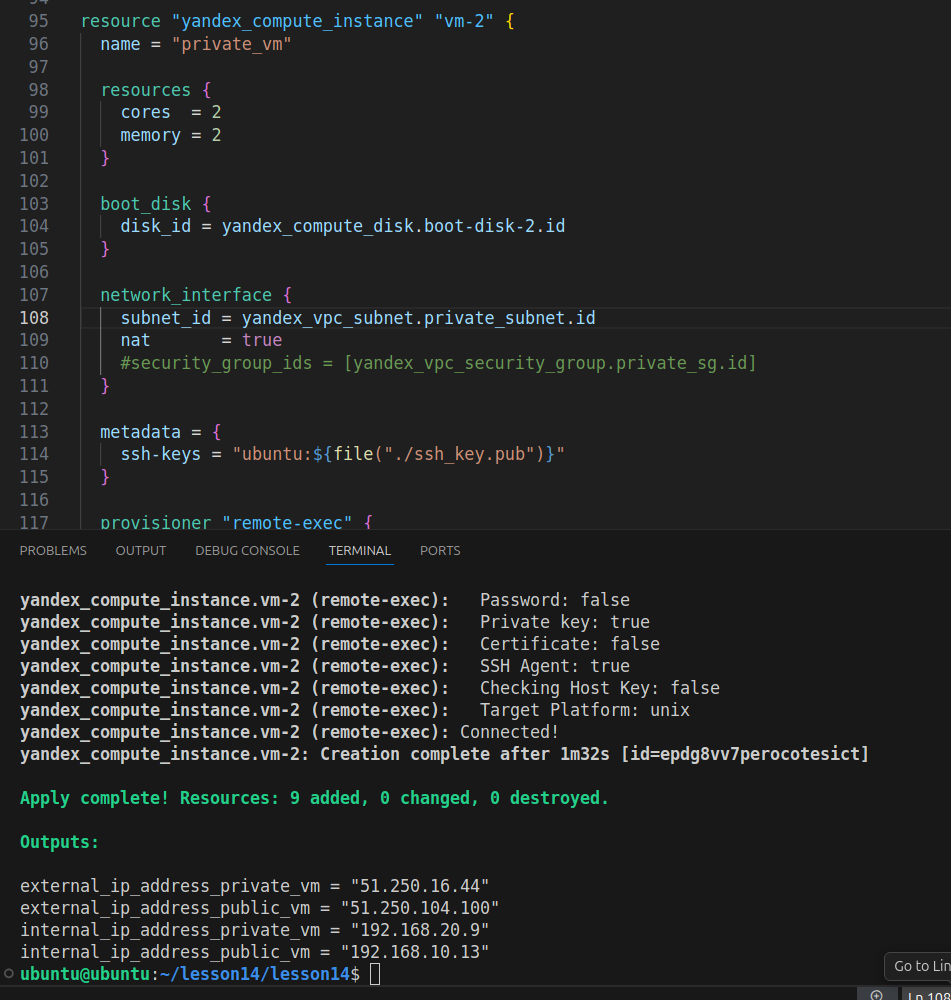 94
95 resource "yandex_compute_instance" "vm-2" {
96 name = "private_vm"
97
98 resources {
99 cores  = 2
100 memory = 2
101 }
102
103 boot_disk {
104 disk_id = yandex_compute_disk.boot-disk-2.id
105 }
106
107 network_interface {
108 subnet_id = yandex_vpc_subnet.private_subnet.id
109 nat       = true
110 #security_group_ids = [yandex_vpc_security_group.private_sg.id]
111 }
112
113 metadata = {
114 ssh-keys = "ubuntu:${file("./ssh_key.pub")}"
115 }
116
117 provisioner "remote-exec" {
PROBLEMS OUTPUT DEBUG CONSOLE TERMINAL PORTS
yandex_compute_instance.vm-2 (remote-exec):   Password: false
yandex_compute_instance.vm-2 (remote-exec):   Private key: true
yandex_compute_instance.vm-2 (remote-exec):   Certificate: false
yandex_compute_instance.vm-2 (remote-exec):   SSH Agent: true
yandex_compute_instance.vm-2 (remote-exec):   Checking Host Key: false
yandex_compute_instance.vm-2 (remote-exec):   Target Platform: unix
yandex_compute_instance.vm-2 (remote-exec): Connected!
yandex_compute_instance.vm-2: Creation complete after 1m32s [id=epdg8vv7perocotesict]
Apply complete! Resources: 9 added, 0 changed, 0 destroyed.
Outputs:
external_ip_address_private_vm = "51.250.16.44"
external_ip_address_public_vm = "51.250.104.100"
internal_ip_address_private_vm = "192.168.20.9"
internal_ip_address_public_vm = "192.168.10.13"
ubuntu@ubuntu:~/lesson14/lesson14$
Go to Lin
Ln 108